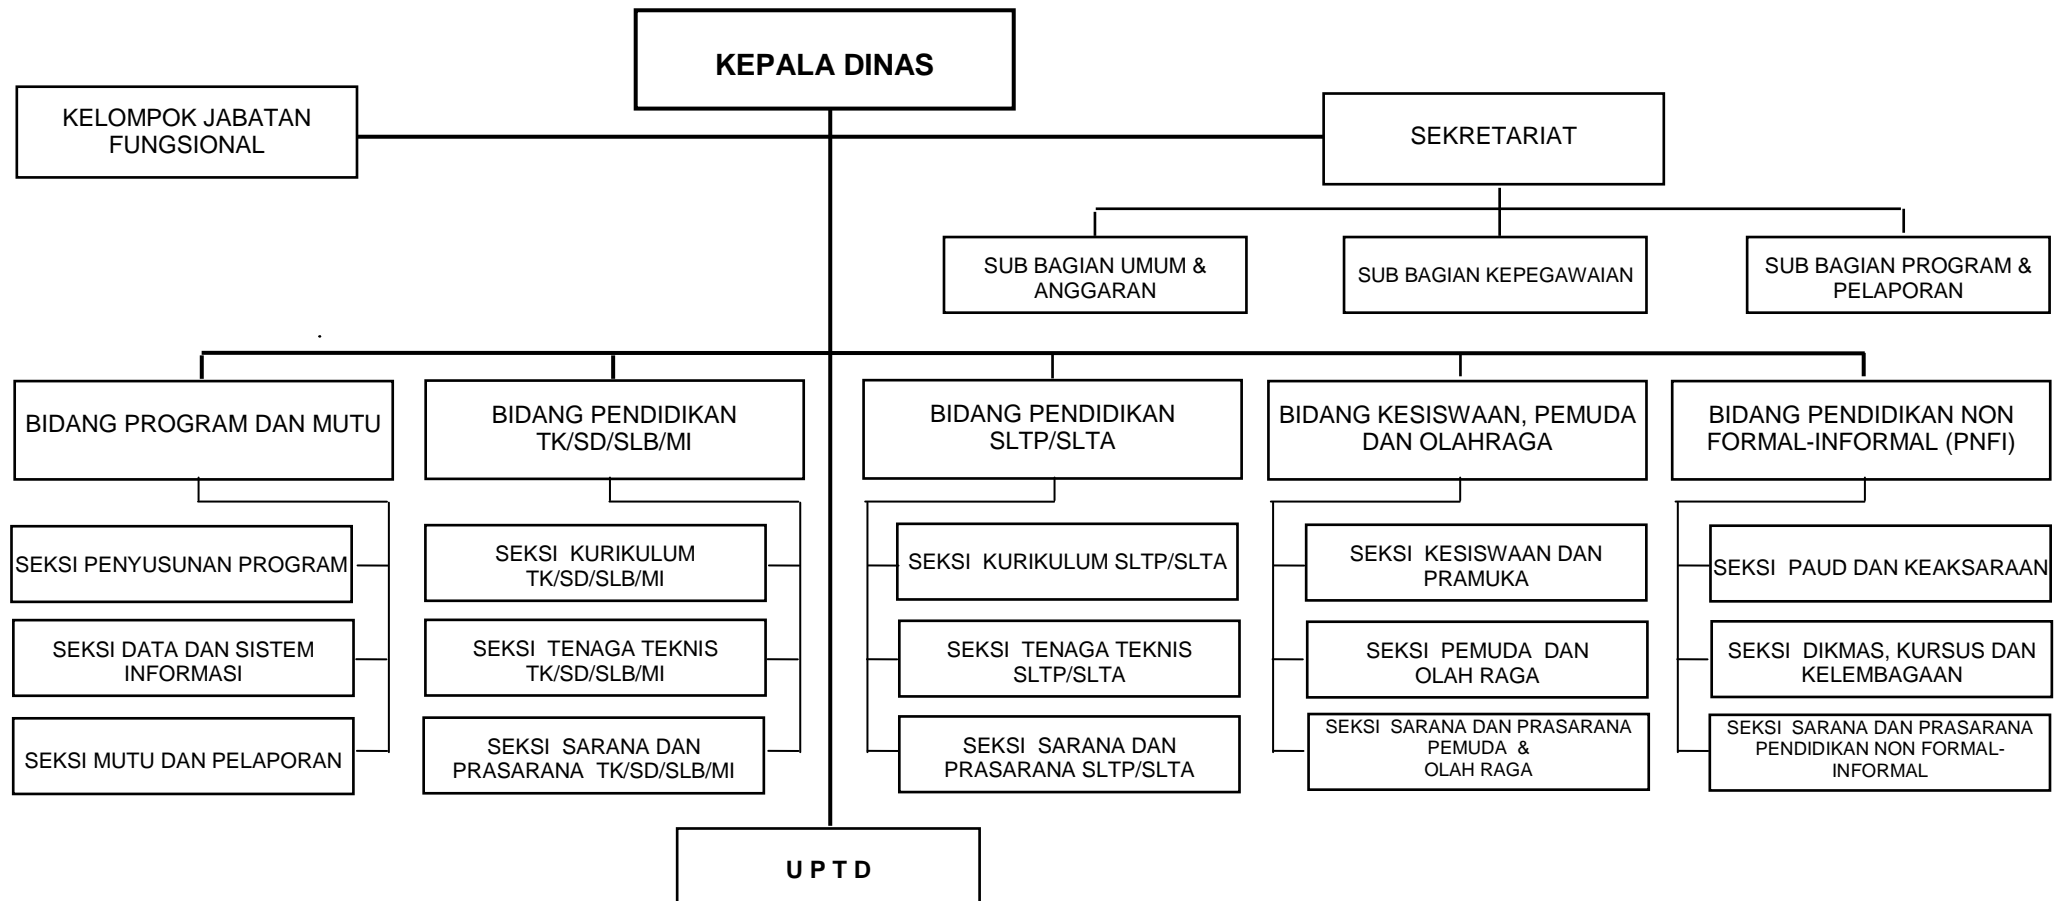 KEPALA DINAS
KELOMPOK JABATAN
FUNGSIONAL
SEKRETARIAT
SUB BAGIAN UMUM &
ANGGARAN
SUB BAGIAN KEPEGAWAIAN
SUB BAGIAN PROGRAM &
PELAPORAN
.
BIDANG PROGRAM DAN MUTU
BIDANG PENDIDIKAN
TK/SD/SLB/MI
BIDANG PENDIDIKAN
SLTP/SLTA
BIDANG KESISWAAN, PEMUDA
DAN OLAHRAGA
BIDANG PENDIDIKAN NON
FORMAL-INFORMAL (PNFI)
SEKSI PENYUSUNAN PROGRAM
SEKSI KURIKULUM
TK/SD/SLB/MI
SEKSI KURIKULUM SLTP/SLTA
SEKSI KESISWAAN DAN
PRAMUKA
SEKSI PAUD DAN KEAKSARAAN
SEKSI DATA DAN SISTEM
INFORMASI
SEKSI TENAGA TEKNIS
TK/SD/SLB/MI
SEKSI TENAGA TEKNIS
SLTP/SLTA
SEKSI PEMUDA DAN
OLAH RAGA
SEKSI DIKMAS, KURSUS DAN
KELEMBAGAAN
SEKSI MUTU DAN PELAPORAN
SEKSI SARANA DAN
PRASARANA TK/SD/SLB/MI
SEKSI SARANA DAN
PRASARANA SLTP/SLTA
SEKSI SARANA DAN PRASARANA
PEMUDA &
OLAH RAGA
SEKSI SARANA DAN PRASARANA
PENDIDIKAN NON FORMAL-
INFORMAL
U P T D